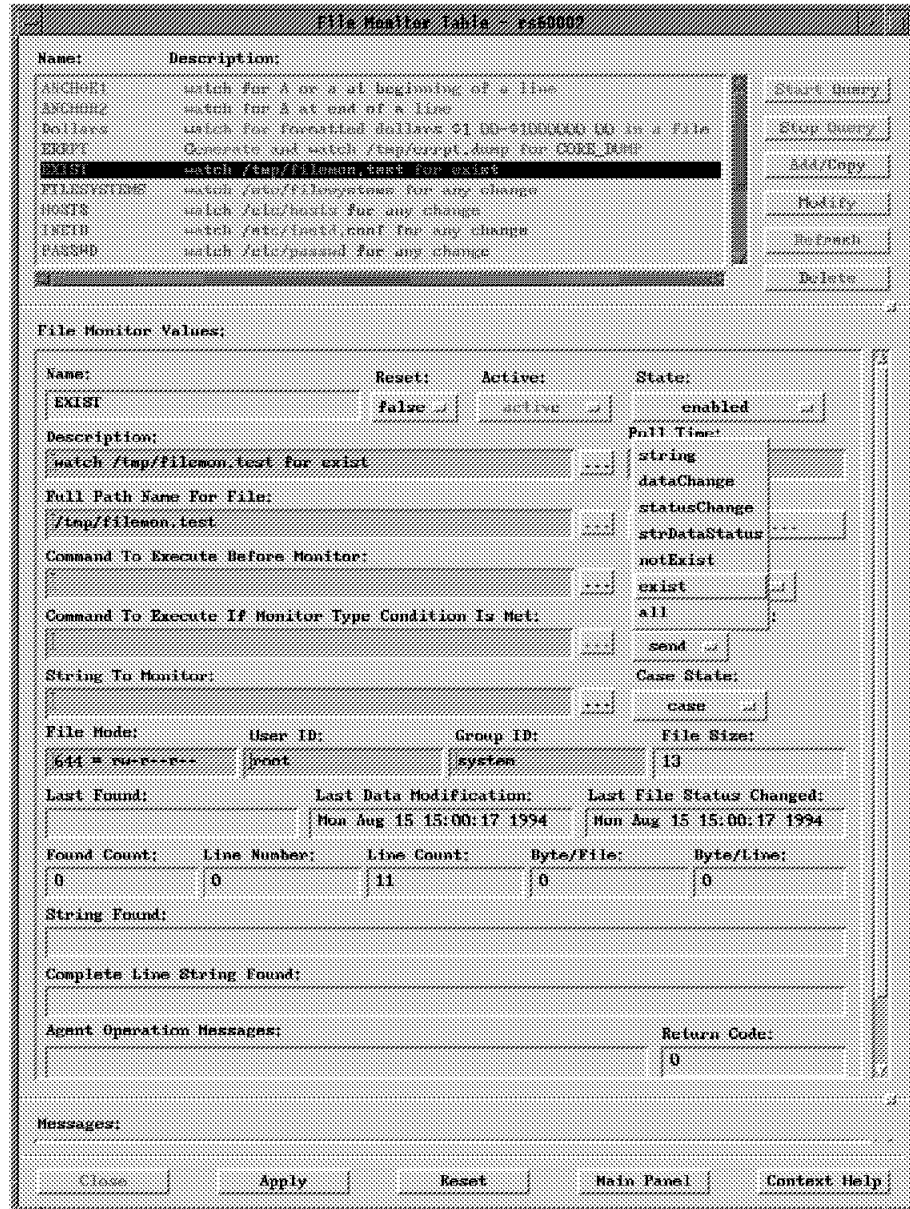 File Monitor Table - rs60002
Name: Description:
ANCHOR1 watch for A or a at beginning of a line
ANCHOR2 watch for A at end of a line
Dollars watch for formatted dollars $1.00-$1000000.00 in a file
ERRPT Generate and watch /tmp/errpt.dump for CORE_DUMP
EXIST watch /tmp/filemon.test for exist
FILESYSTEMS watch /etc/filesystems for any change
HOSTS watch /etc/hosts for any change
INETD watch /etc/inetd.conf for any change
PASSWD watch /etc/passwd for any change
Start Query
Stop Query
Add/Copy
Modify
Refresh
Delete
File Monitor Values:
Name: Reset: Active: State:
EXIST false active enabled
Description: Poll Time:
watch /tmp/filemon.test for exist ...
string
dataChange
statusChange
strDataStatus
notExist
exist
all
Full Path Name For File:
/tmp/filemon.test ... ...
Command To Execute Before Monitor:
...
Command To Execute If Monitor Type Condition Is Met:
... send
String To Monitor: Case State:
... case
File Mode: User ID: Group ID: File Size:
644 = rw-r--r-- root system 13
Last Found: Last Data Modification: Last File Status Changed:
Mon Aug 15 15:00:17 1994 Mon Aug 15 15:00:17 1994
Found Count: Line Number: Line Count: Byte/File: Byte/Line:
0 0 11 0 0
String Found:
Complete Line String Found:
Agent Operation Messages: Return Code:
0
Messages:
Close Apply Reset Main Panel Context Help